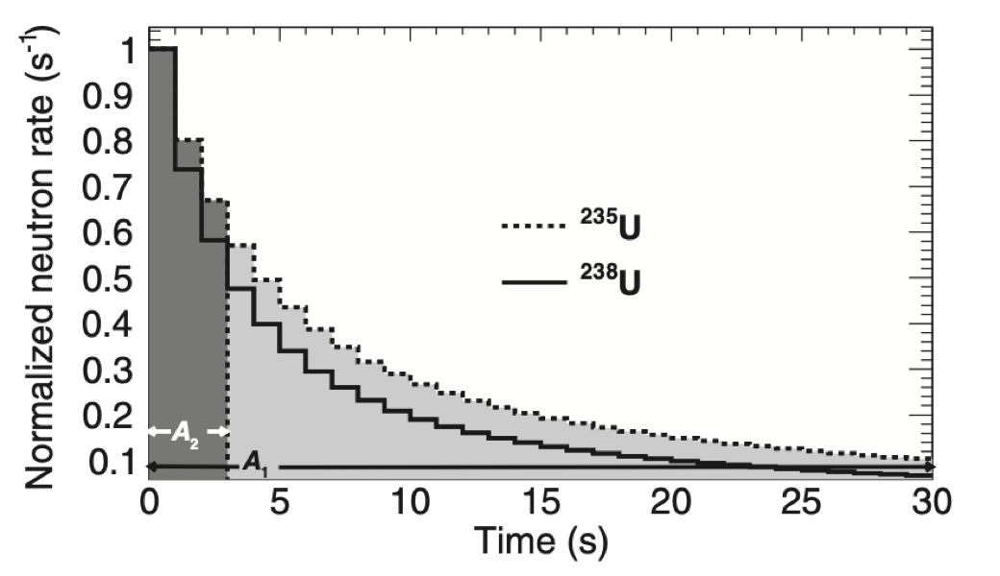 Normalized neutron rate (s⁻¹)
1
0.9
0.8
0.7
0.6
0.5
0.4
0.3
0.2
0.1
²³⁵U
²³⁸U
A₂
A₁
0 5 10 15 20 25 30
Time (s)